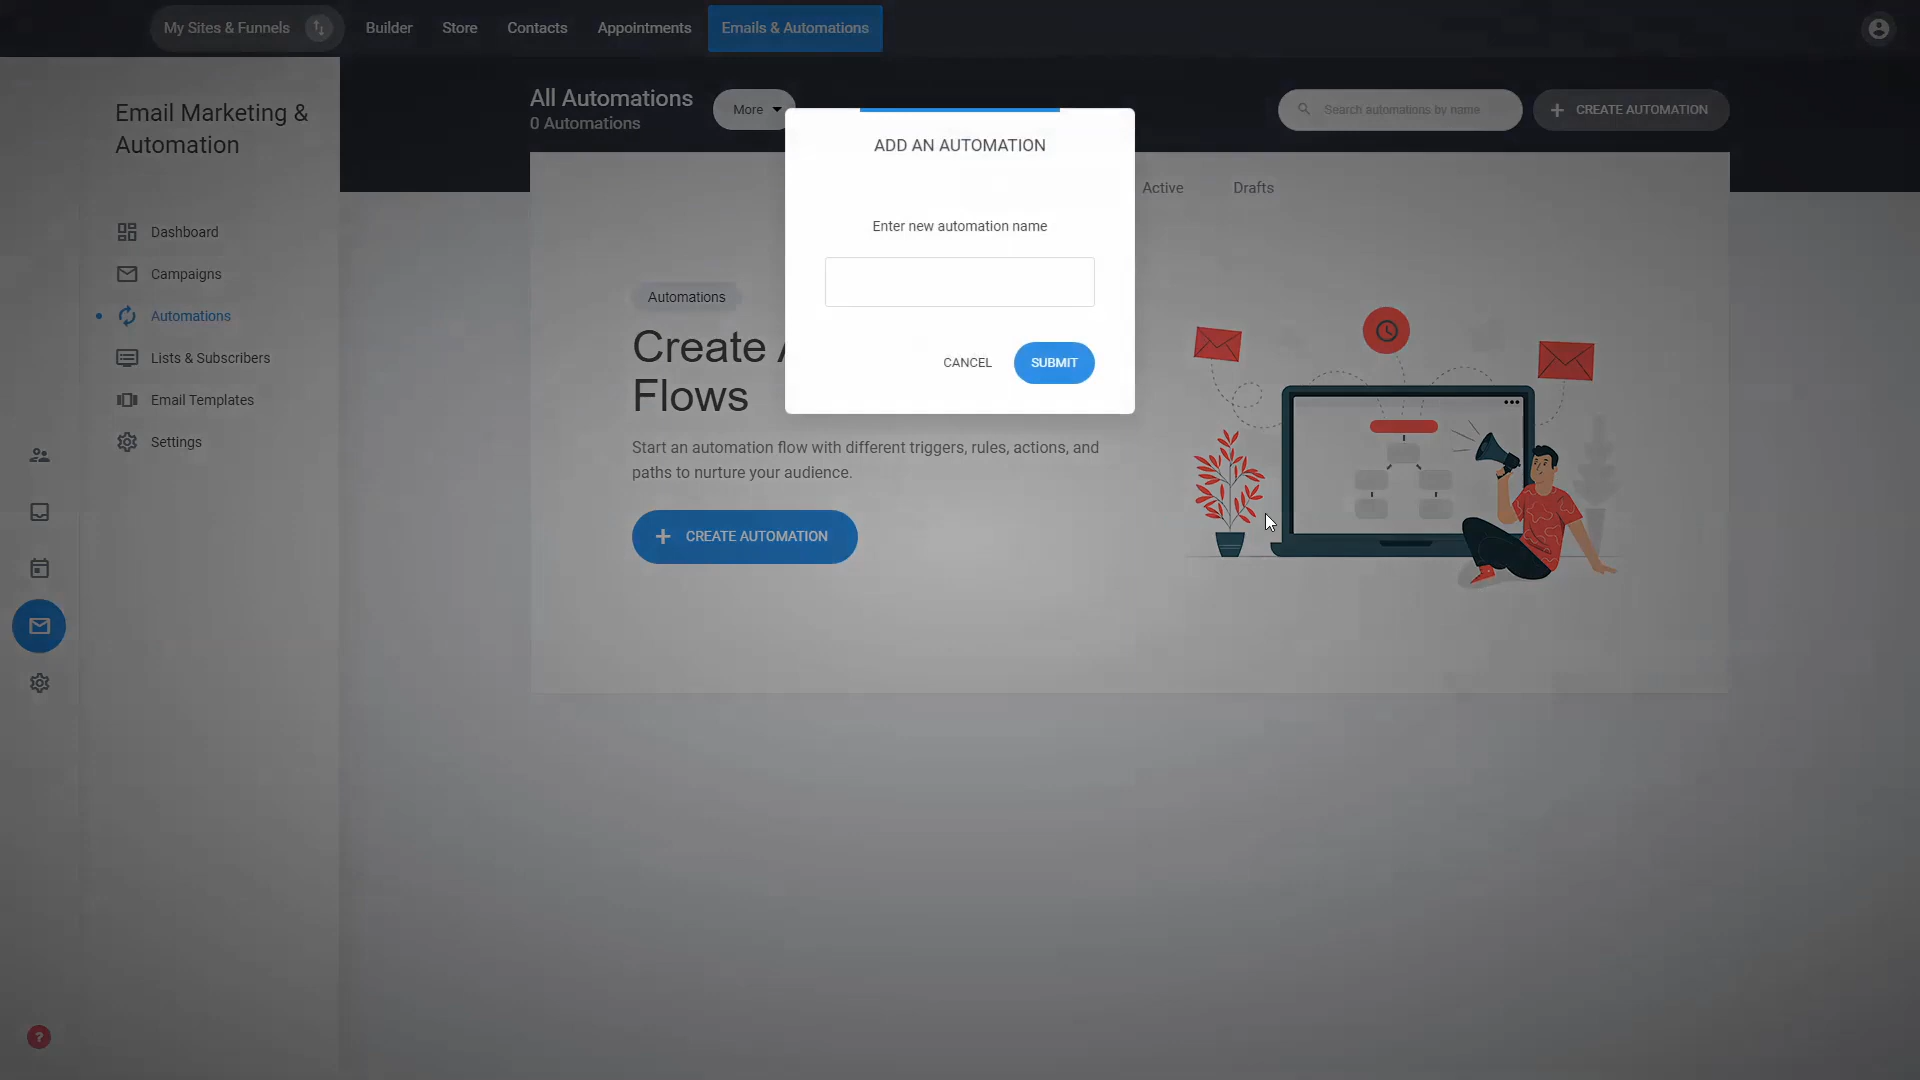 My Sites & Funnels
Builder
Store
Contacts
Appointments
Emails & Automations
Email Marketing &
Automation
Dashboard
Campaigns
Automations
Lists & Subscribers
Email Templates
Settings
All Automations
0 Automations
More
Search automations by name
CREATE AUTOMATION
Active
Drafts
ADD AN AUTOMATION
Enter new automation name
CANCEL
SUBMIT
Automations
Create
Flows
Start an automation flow with different triggers, rules, actions, and
paths to nurture your audience.
CREATE AUTOMATION
?